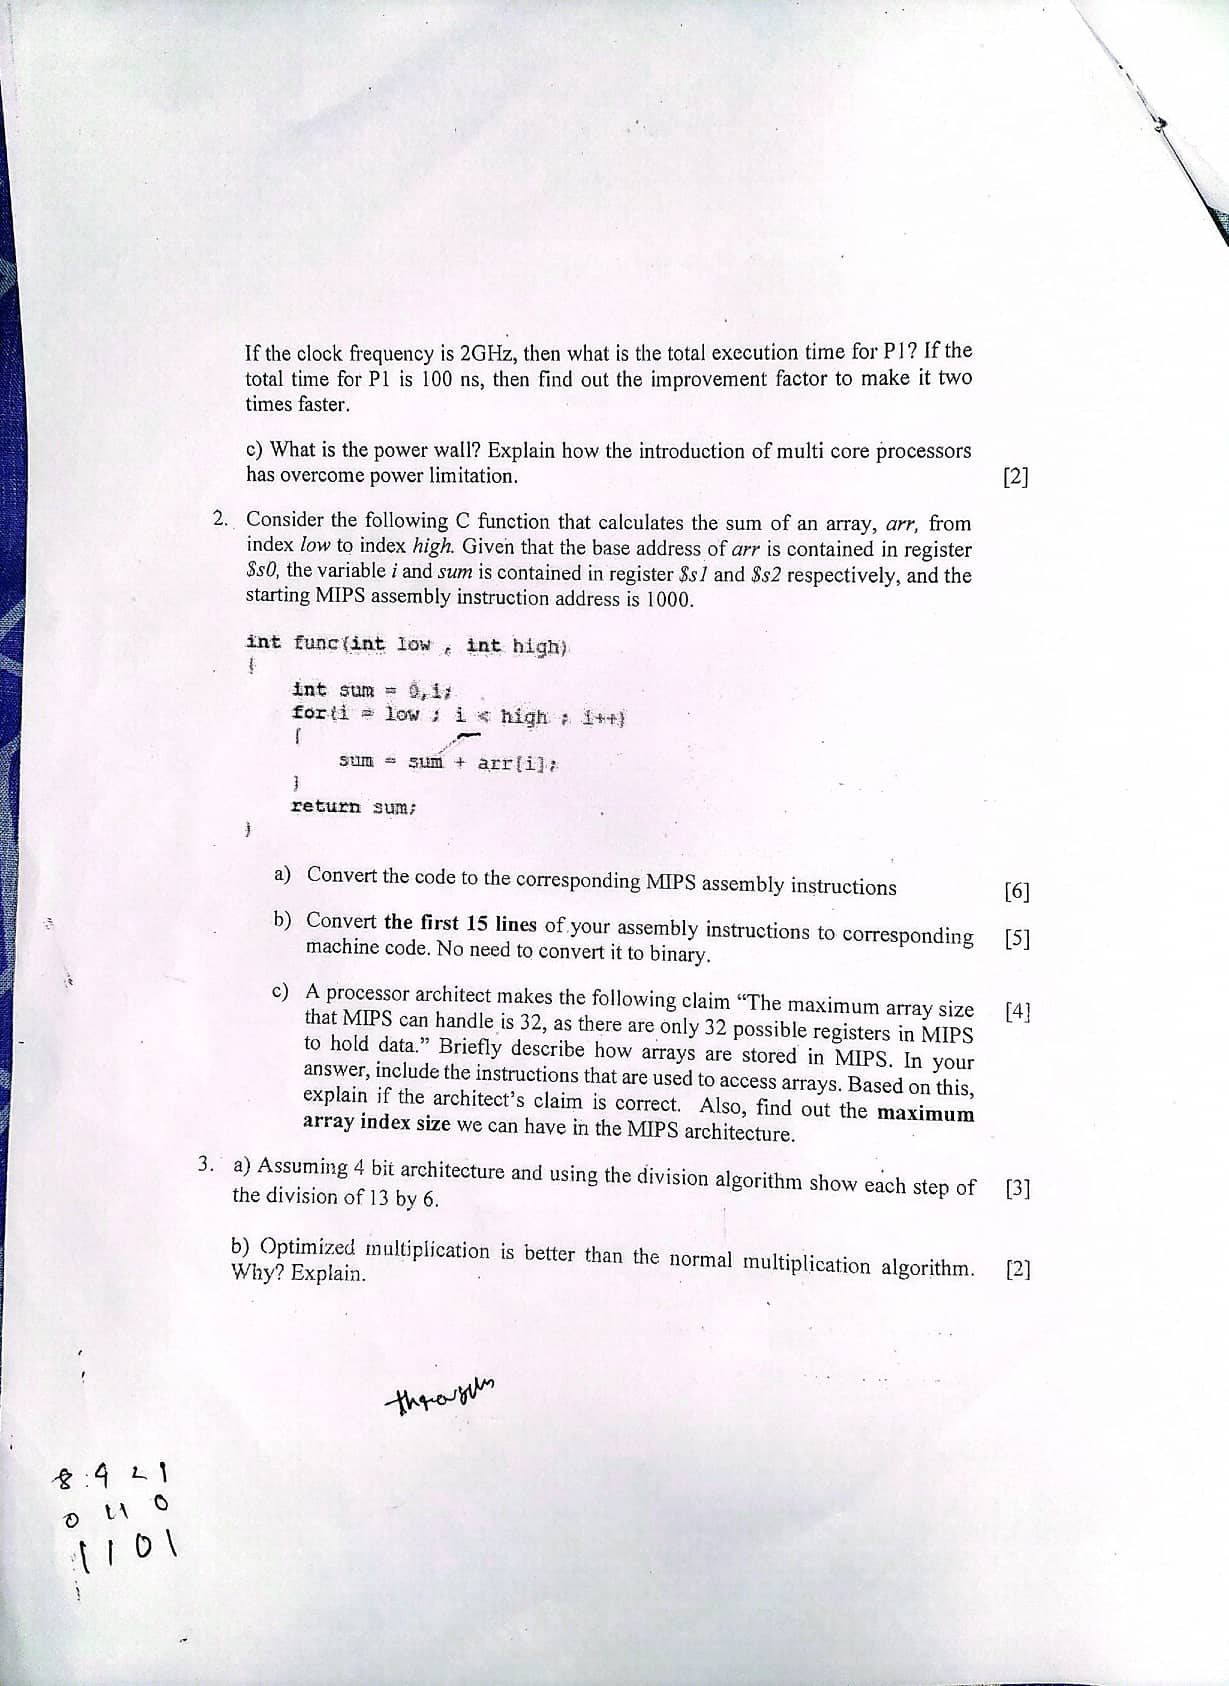 If the clock frequency is 2GHz, then what is the total execution time for P1? If the
total time for P1 is 100 ns, then find out the improvement factor to make it two
times faster.
c) What is the power wall? Explain how the introduction of multi core processors
has overcome power limitation. [2]
2. Consider the following C function that calculates the sum of an array, arr, from
index low to index high. Given that the base address of arr is contained in register
$s0, the variable i and sum is contained in register $s1 and $s2 respectively, and the
starting MIPS assembly instruction address is 1000.
int func(int low , int high)
{
int sum = 0,i;
for(i = low ; i < high ; i++)
{
sum = sum + arr[i];
}
return sum;
}
a) Convert the code to the corresponding MIPS assembly instructions [6]
b) Convert the first 15 lines of your assembly instructions to corresponding [5]
machine code. No need to convert it to binary.
c) A processor architect makes the following claim “The maximum array size [4]
that MIPS can handle is 32, as there are only 32 possible registers in MIPS
to hold data.” Briefly describe how arrays are stored in MIPS. In your
answer, include the instructions that are used to access arrays. Based on this,
explain if the architect’s claim is correct. Also, find out the maximum
array index size we can have in the MIPS architecture.
3. a) Assuming 4 bit architecture and using the division algorithm show each step of [3]
the division of 13 by 6.
b) Optimized multiplication is better than the normal multiplication algorithm. [2]
Why? Explain.
8 4 2 1
0 1 1 0
1 1 0 1